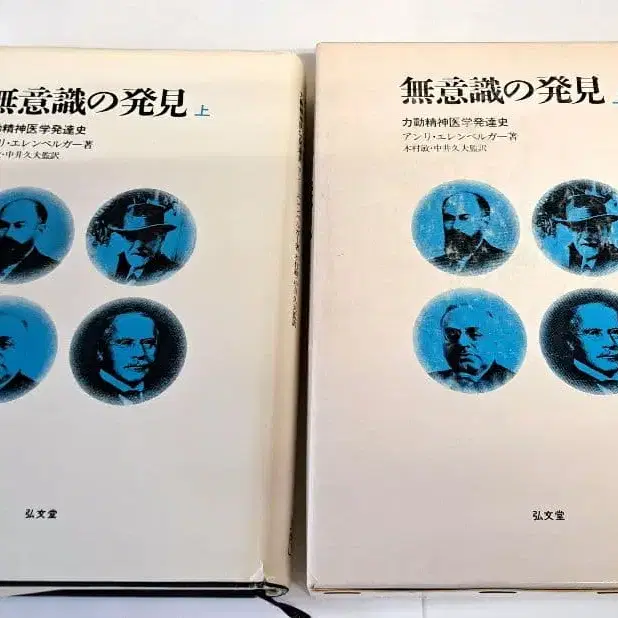 無意識の発見 上
力動精神医学発達史
リ・エレンベルガー著
・中井久夫監訳
弘文堂
無意識の発見 上
力動精神医学発達史
アンリ・エレンベルガー著
木村敏・中井久夫監訳
弘文堂